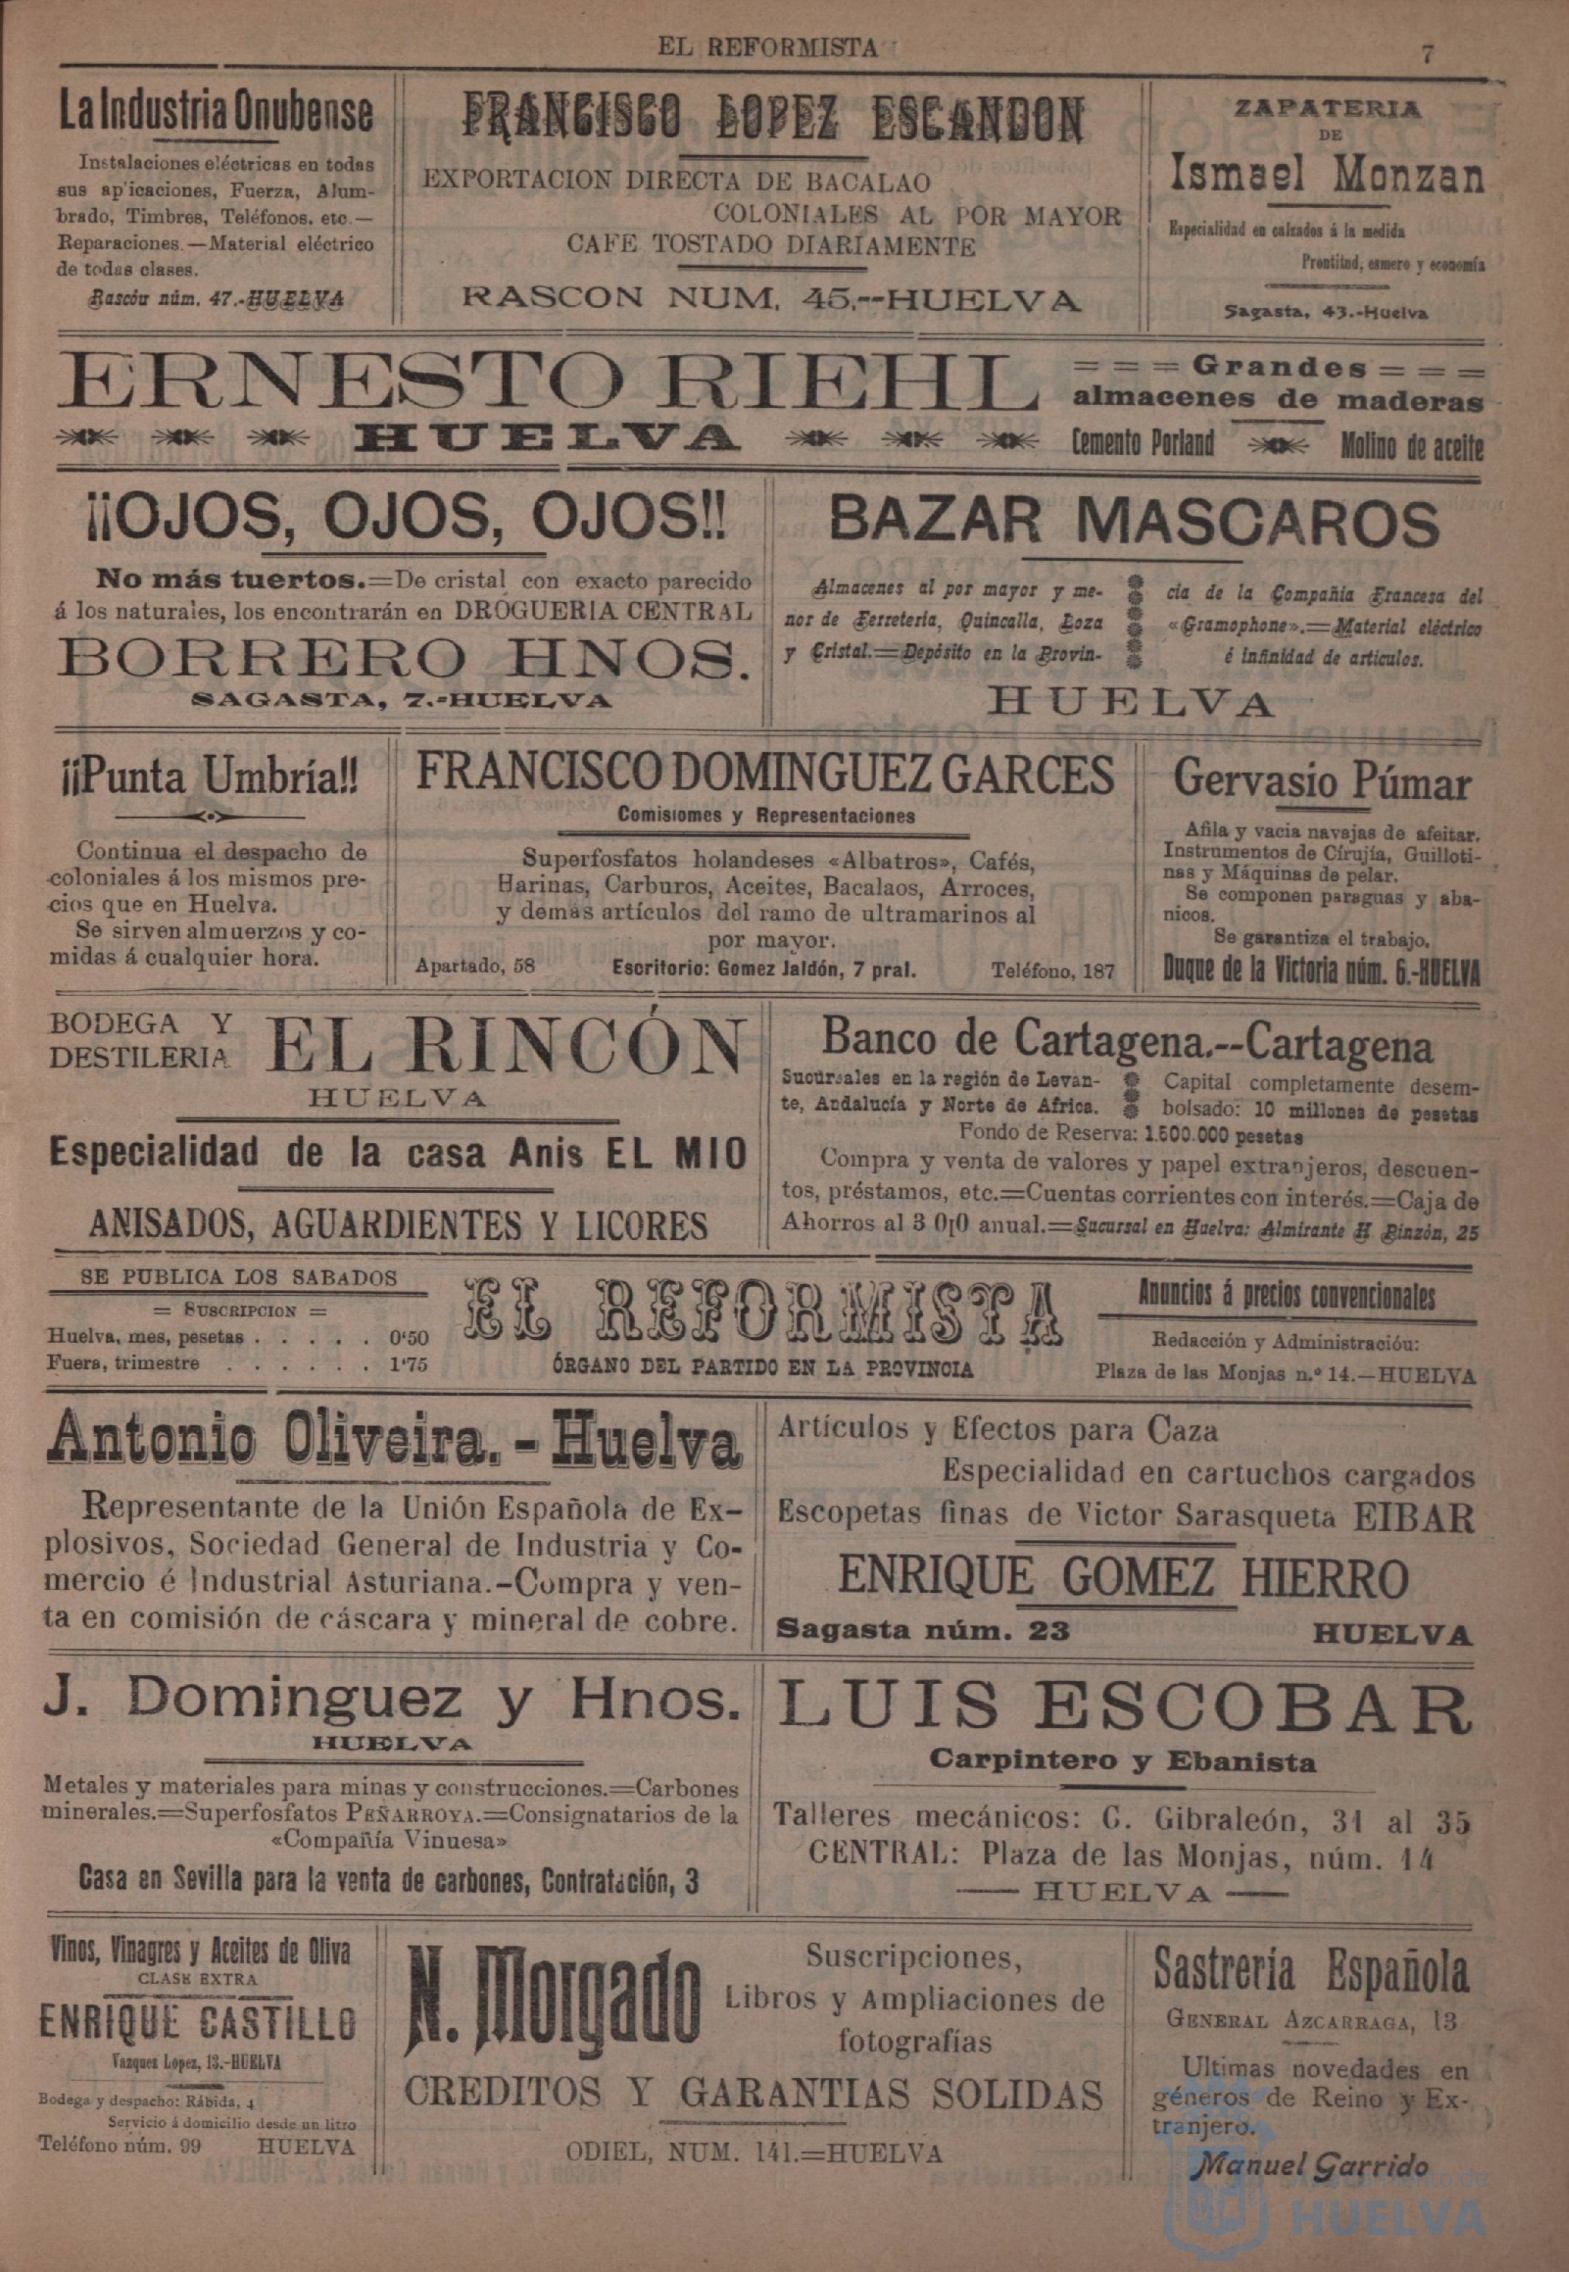 EL REFORMISTA
7
La Industria Onubense
Instalaciones eléctricas en todas
sus ap'icaciones, Fuerza, Alum-
brado, Timbres, Teléfonos, etc.—
Reparaciones.—Material eléctrico
de todas clases.
Rascón núm. 47.-HUELVA
FRANCISCO LOPEZ ESCANDON
EXPORTACION DIRECTA DE BACALAO
COLONIALES AL POR MAYOR
CAFE TOSTADO DIARIAMENTE
RASCON NUM, 45,--HUELVA
ZAPATERIA
DE
Ismael Monzan
Especialidad en calzados á la medida
Prontitud, esmero y economía
Sagasta, 43.-Huelva
ERNESTO RIEHL
HUELVA
= = = Grandes = = =
almacenes de maderas
Cemento Porland
Molino de aceite
¡¡OJOS, OJOS, OJOS!!
No más tuertos.=De cristal con exacto parecido
á los naturales, los encontrarán en DROGUERIA CENTRAL
BORRERO HNOS.
SAGASTA, 7.-HUELVA
BAZAR MASCAROS
Almacenes al por mayor y me-
nor de Ferretería, Quincalla, Loza
y Cristal.=Depósito en la Provin-
cia de la Compañía Francesa del
«Gramophone».=Material eléctrico
é infinidad de articulos.
HUELVA
¡¡Punta Umbría!!
Continua el despacho de
coloniales á los mismos pre-
cios que en Huelva.
Se sirven almuerzos y co-
midas á cualquier hora.
FRANCISCO DOMINGUEZ GARCES
Comisiomes y Representaciones
Superfosfatos holandeses «Albatros», Cafés,
Harinas, Carburos, Aceites, Bacalaos, Arroces,
y demás artículos del ramo de ultramarinos al
por mayor.
Apartado, 58 Escritorio: Gomez Jaldón, 7 pral. Teléfono, 187
Gervasio Púmar
Afila y vacia navajas de afeitar.
Instrumentos de Cirujía, Guilloti-
nas y Máquinas de pelar.
Se componen paraguas y aba-
nicos.
Se garantiza el trabajo.
Duque de la Victoria núm. 6.-HUELVA
BODEGA Y
DESTILERIA
EL RINCÓN
HUELVA
Especialidad de la casa Anis EL MIO
ANISADOS, AGUARDIENTES Y LICORES
Banco de Cartagena.--Cartagena
Sucursales en la región de Levan-
te, Andalucía y Norte de Africa.
Capital completamente desem-
bolsado: 10 millones de pesetas
Fondo de Reserva: 1.500.000 pesetas
Compra y venta de valores y papel extranjeros, descuen-
tos, préstamos, etc.=Cuentas corrientes con interés.=Caja de
Ahorros al 3 0ı0 anual.=Sucursal en Huelva: Almirante H Pinzón, 25
SE PUBLICA LOS SABADOS
= SUSCRIPCION =
Huelva, mes, pesetas . . . . . 0'50
Fuera, trimestre . . . . . . 1'75
EL REFORMISTA
ÓRGANO DEL PARTIDO EN LA PROVINCIA
Anuncios á precios convencionales
Redacción y Administración:
Plaza de las Monjas n.º 14.—HUELVA
Antonio Oliveira. - Huelva
Representante de la Unión Española de Ex-
plosivos, Sociedad General de Industria y Co-
mercio é Industrial Asturiana.-Compra y ven-
ta en comisión de cáscara y mineral de cobre.
Artículos y Efectos para Caza
Especialidad en cartuchos cargados
Escopetas finas de Victor Sarasqueta EIBAR
ENRIQUE GOMEZ HIERRO
Sagasta núm. 23 HUELVA
J. Dominguez y Hnos.
HUELVA
Metales y materiales para minas y construcciones.=Carbones
minerales.=Superfosfatos PEÑARROYA.=Consignatarios de la
«Compañía Vinuesa»
Casa en Sevilla para la venta de carbones, Contratación, 3
LUIS ESCOBAR
Carpintero y Ebanista
Talleres mecánicos: C. Gibraleón, 31 al 35
CENTRAL: Plaza de las Monjas, núm. 14
— HUELVA —
Vinos, Vinagres y Aceites de Oliva
CLASE EXTRA
ENRIQUE CASTILLO
Vazquez Lopez, 13.-HUELVA
Bodega y despacho: Rábida, 4
Servicio á domicilio desde un litro
Teléfono núm. 99 HUELVA
N. Morgado
Suscripciones,
Libros y Ampliaciones de
fotografías
CREDITOS Y GARANTIAS SOLIDAS
ODIEL, NUM. 141.=HUELVA
Sastrería Española
GENERAL AZCARRAGA, 13
Ultimas novedades en
géneros de Reino y Ex-
tranjero.
Manuel Garrido
HUELVA